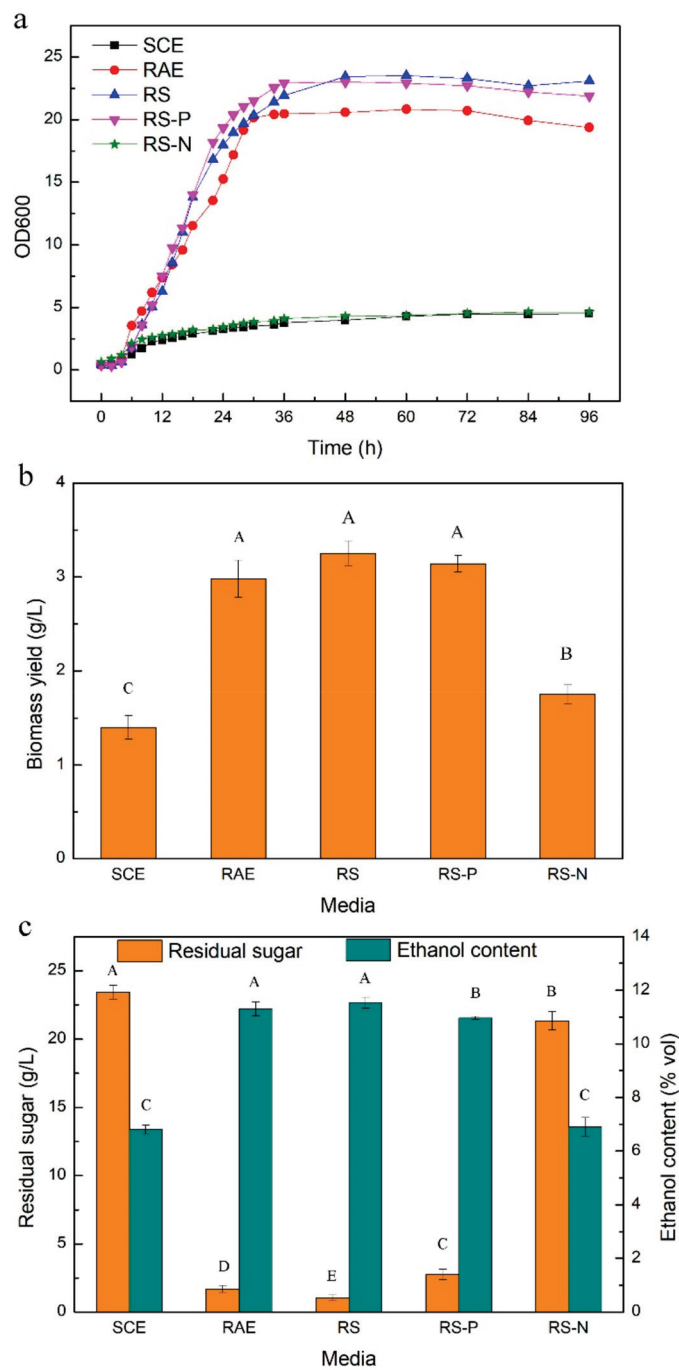 a
SCE
RAE
RS
RS-P
RS-N
25
20
15
10
5
0
OD600
0 12 24 36 48 60 72 84 96
Time (h)
b
4
3
2
1
0
Biomass yield (g/L)
C A A A B
SCE RAE RS RS-P RS-N
Media
c
Residual sugar Ethanol content
25
20
15
10
5
0
Residual sugar (g/L)
14
12
10
8
6
4
2
0
Ethanol content (% vol)
A C D A E A C B B C
SCE RAE RS RS-P RS-N
Media